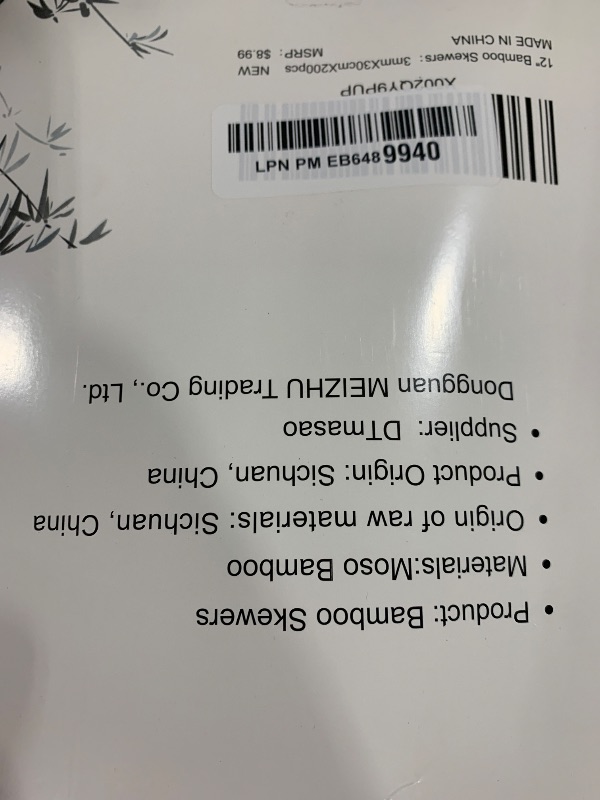 • Product: Bamboo Skewers
• Materials:Moso Bamboo
• Origin of raw materials: Sichuan, China
• Product Origin: Sichuan, China
• Supplier: DTmasao
Dongguan MEIZHU Trading Co., Ltd.
LPN PM EB6489940
X002QY9PUP
12" Bamboo Skewers: 3mmX30cmX200pcs NEW
MADE IN CHINA MSRP: $8.99